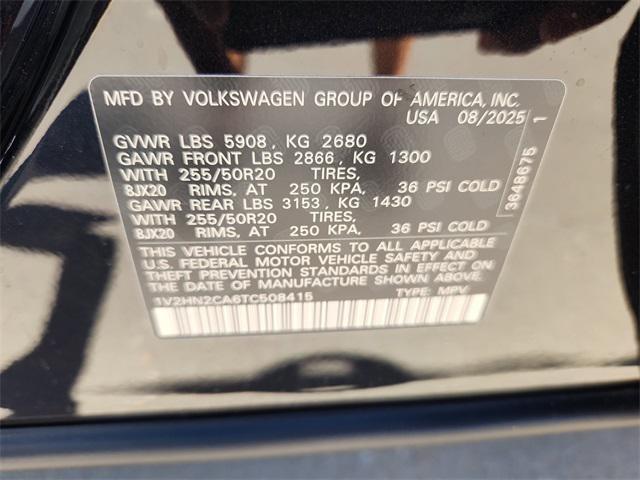 MFD BY VOLKSWAGEN GROUP OF AMERICA, INC.
USA 08/2025
GVWR LBS 5908, KG 2680
GAWR FRONT LBS 2866, KG 1300
WITH 255/50R20 TIRES,
8JX20 RIMS, AT 250 KPA, 36 PSI COLD
GAWR REAR LBS 3153, KG 1430
WITH 255/50R20 TIRES,
8JX20 RIMS, AT 250 KPA, 36 PSI COLD
THIS VEHICLE CONFORMS TO ALL APPLICABLE
U.S. FEDERAL MOTOR VEHICLE SAFETY AND
THEFT PREVENTION STANDARDS IN EFFECT ON
THE DATE OF MANUFACTURE SHOWN ABOVE.
1V2HN2CA6TC508415 TYPE: MPV
3648675 1